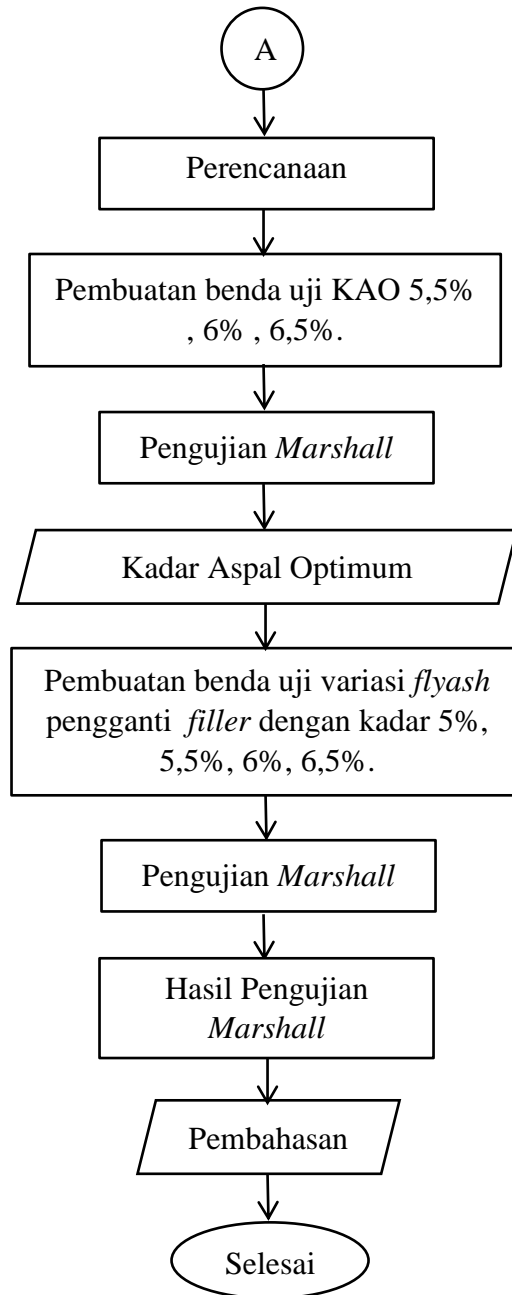 A
Perencanaan
Pembuatan benda uji KAO 5,5%
, 6% , 6,5%.
Pengujian Marshall
Kadar Aspal Optimum
Pembuatan benda uji variasi flyash
pengganti filler dengan kadar 5%,
5,5%, 6%, 6,5%.
Pengujian Marshall
Hasil Pengujian
Marshall
Pembahasan
Selesai